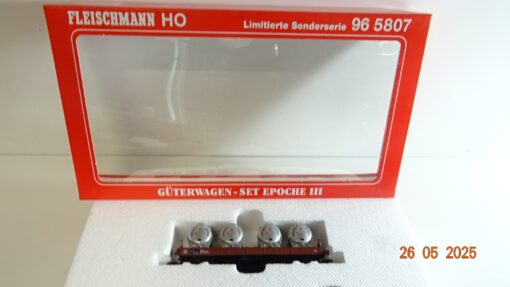 FLEISCHMANN HO
Limitierte Sonderserie 96 5807
GÜTERWAGEN - SET EPOCHE III
26 05 2025